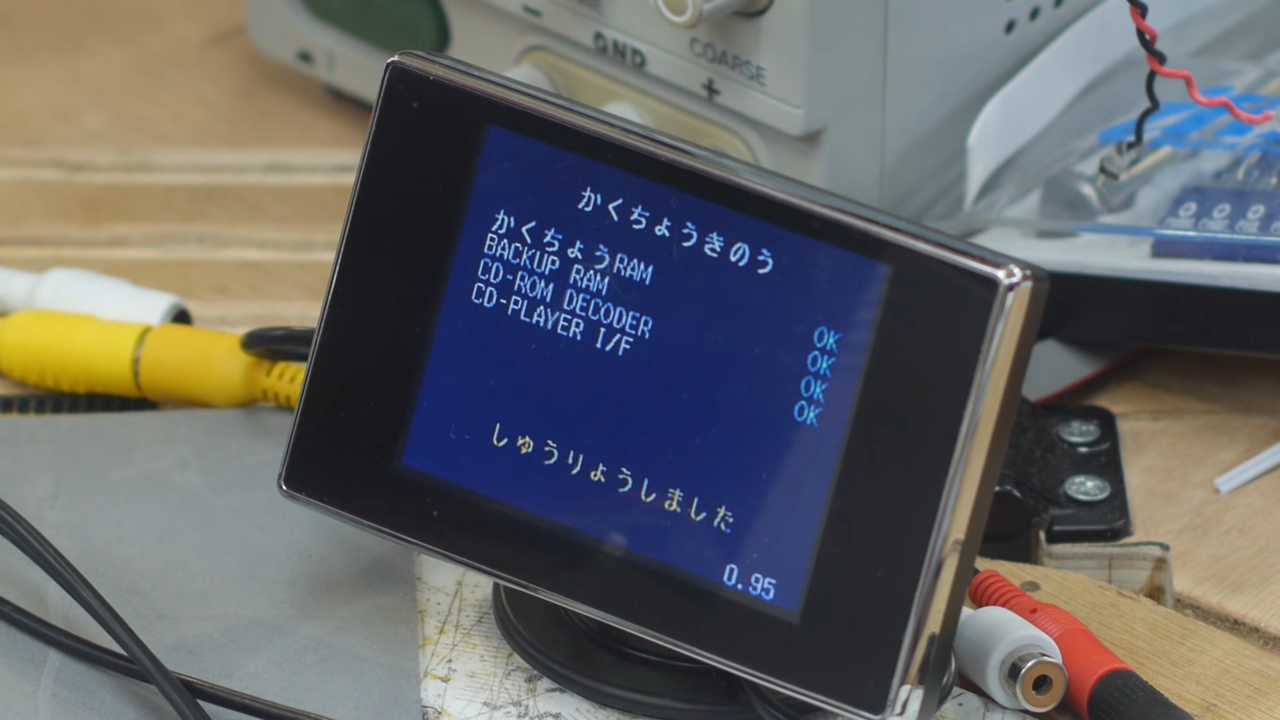 GND
COARSE
+
かくちょうきのう
かくちょうRAM OK
BACKUP RAM OK
CD-ROM DECODER OK
CD-PLAYER I/F OK
しゅうりょうしました
0.95